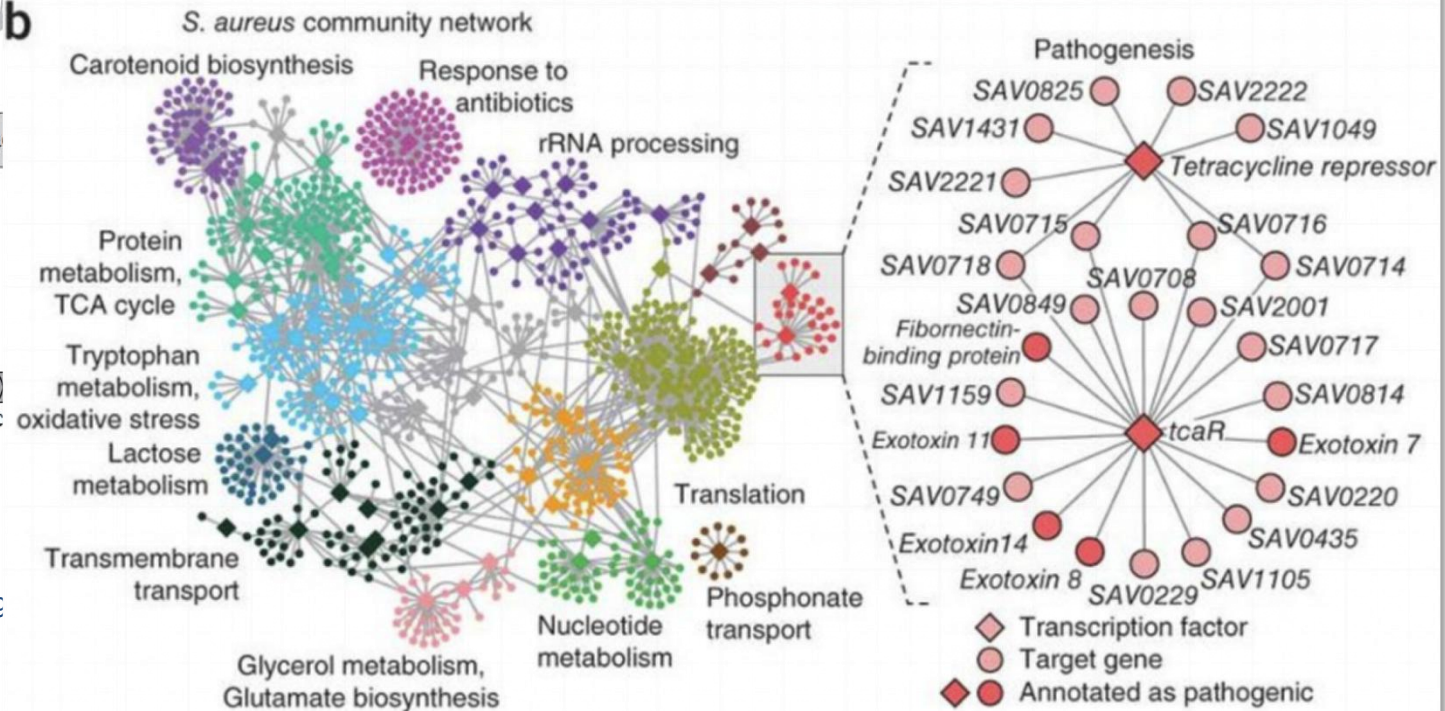 b
S. aureus community network
Carotenoid biosynthesis
Response to
antibiotics
rRNA processing
Protein
metabolism,
TCA cycle
Tryptophan
metabolism,
oxidative stress
Lactose
metabolism
Transmembrane
transport
Glycerol metabolism,
Glutamate biosynthesis
Nucleotide
metabolism
Translation
Phosphonate
transport
Pathogenesis
SAV0825
SAV2222
SAV1431
SAV1049
Tetracycline repressor
SAV2221
SAV0715
SAV0716
SAV0718
SAV0714
SAV0708
SAV0849
SAV2001
Fibornectin-
binding protein
SAV0717
SAV1159
SAV0814
Exotoxin 11
tcaR
Exotoxin 7
SAV0749
SAV0220
Exotoxin14
SAV0435
Exotoxin 8
SAV1105
SAV0229
Transcription factor
Target gene
Annotated as pathogenic